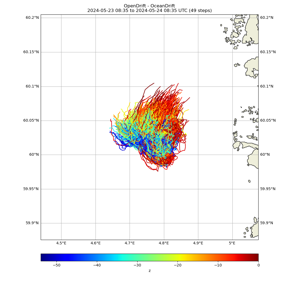 OpenDrift - OceanDrift
2024-05-23 08:35 to 2024-05-24 08:35 UTC (49 steps)
60.2°N 60.2°N
60.15°N 60.15°N
60.1°N 60.1°N
60.05°N 60.05°N
60°N 60°N
59.95°N 59.95°N
59.9°N 59.9°N
4.5°E 4.6°E 4.7°E 4.8°E 4.9°E 5°E
−50 −40 −30 −20 −10 0
z